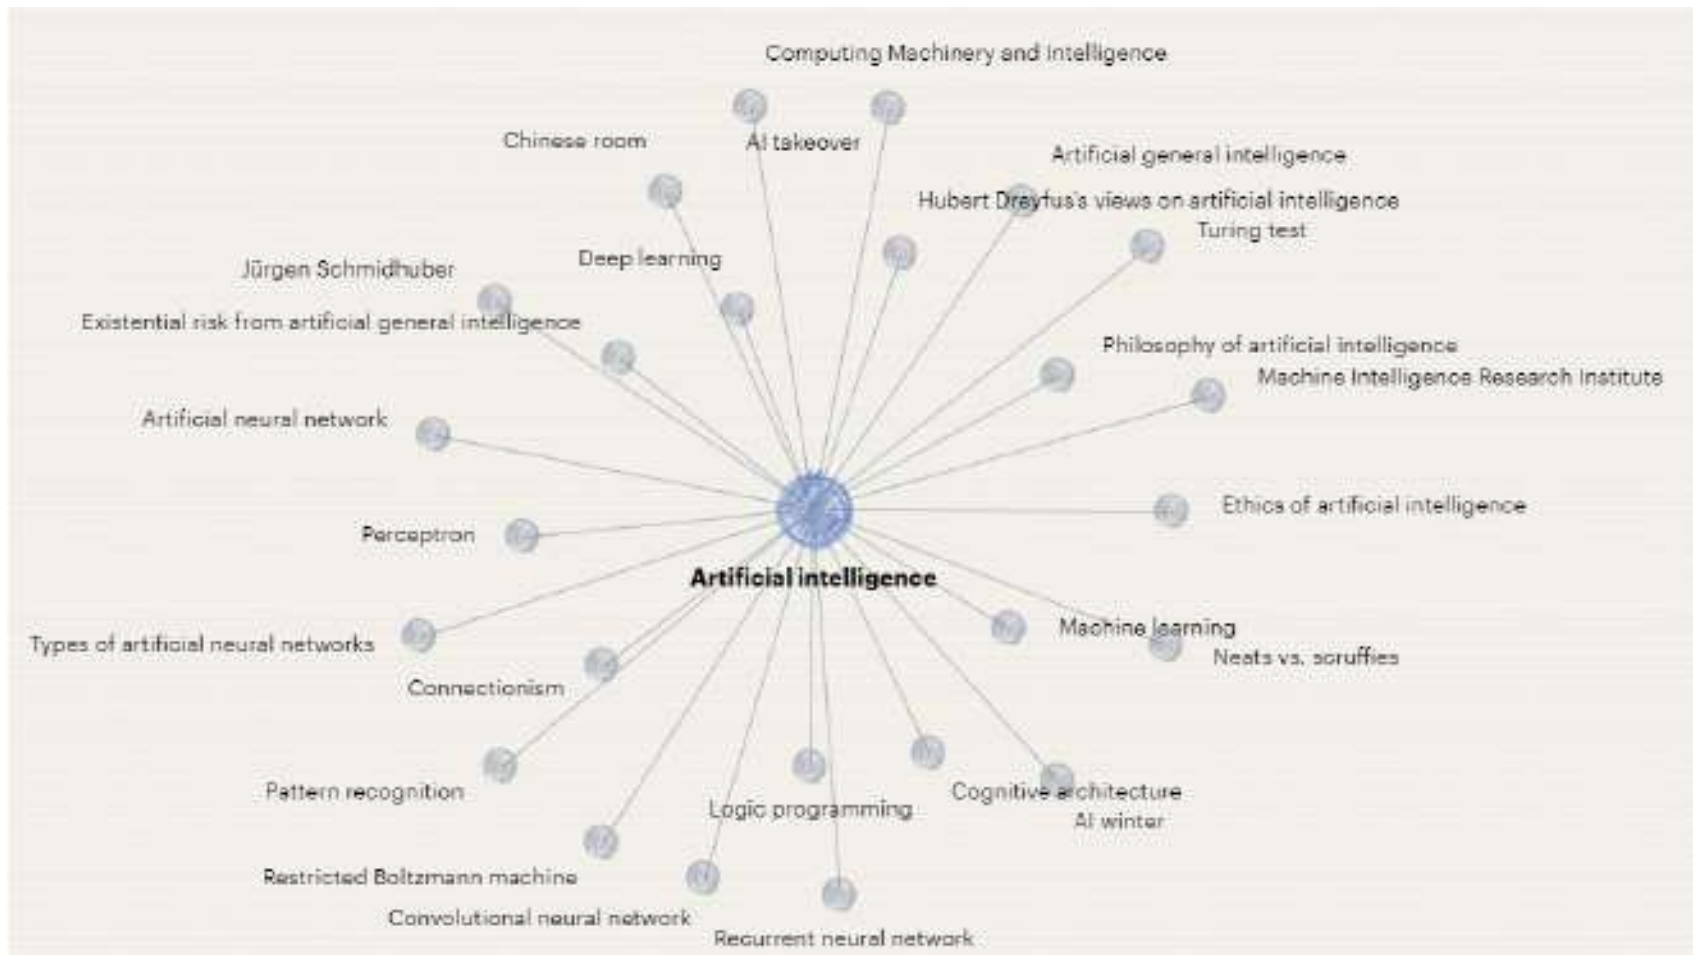 Computing Machinery and Intelligence
Chinese room
AI takeover
Artificial general intelligence
Hubert Dreyfus's views on artificial intelligence
Turing test
Deep learning
Jürgen Schmidhuber
Existential risk from artificial general intelligence
Philosophy of artificial intelligence
Machine Intelligence Research Institute
Artificial neural network
Ethics of artificial intelligence
Perceptron
Artificial intelligence
Machine learning
Types of artificial neural networks
Neats vs. scruffies
Connectionism
Pattern recognition
Cognitive architecture
Logic programming
AI winter
Restricted Boltzmann machine
Convolutional neural network
Recurrent neural network